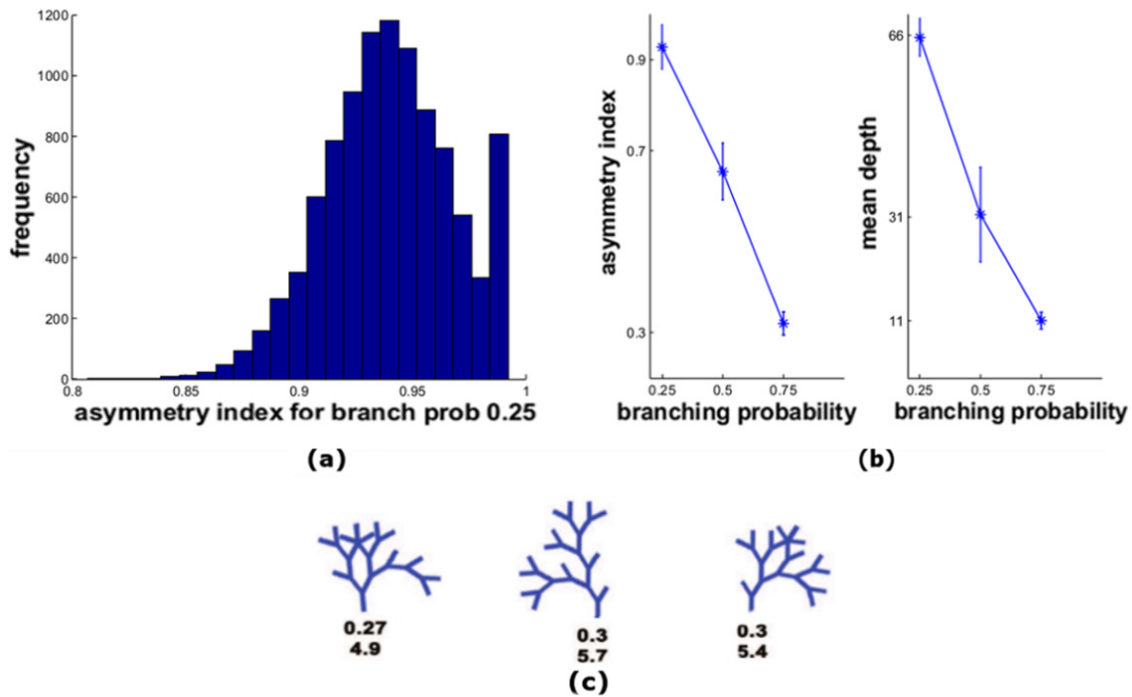 1200
1000
800
600
400
200
0
frequency
0.8 0.85 0.9 0.95 1
asymmetry index for branch prob 0.25
(a)
0.9
0.7
0.3
asymmetry index
0.25 0.5 0.75
branching probability
66
31
11
mean depth
0.25 0.5 0.75
branching probability
(b)
0.27
4.9
0.3
5.7
0.3
5.4
(c)